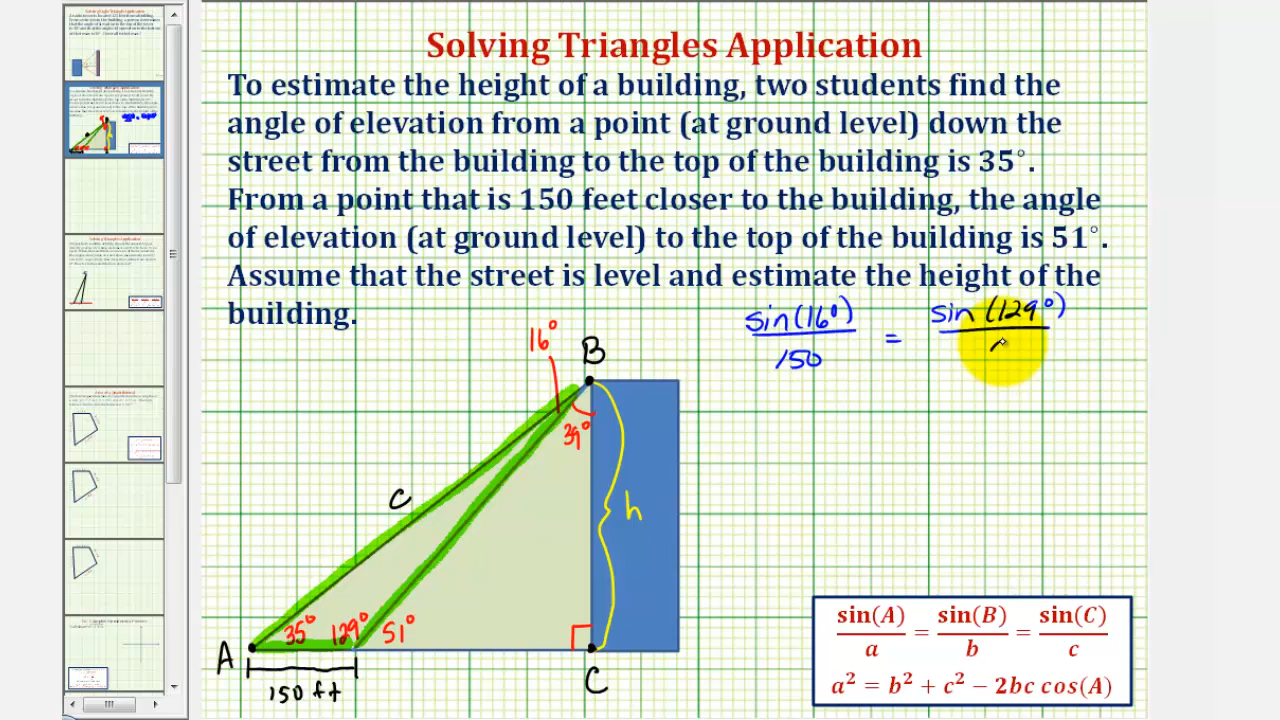 Solving Triangles Application
To estimate the height of a building, two students find the
angle of elevation from a point (at ground level) down the
street from the building to the top of the building is 35°.
From a point that is 150 feet closer to the building, the angle
of elevation (at ground level) to the top of the building is 51°.
Assume that the street is level and estimate the height of the
building.
sin(16°)/150 = sin(129°)/
16°
B
39°
C
h
35° 129° 51°
A
150 ft
C
sin(A)/a = sin(B)/b = sin(C)/c
a² = b² + c² − 2bc cos(A)